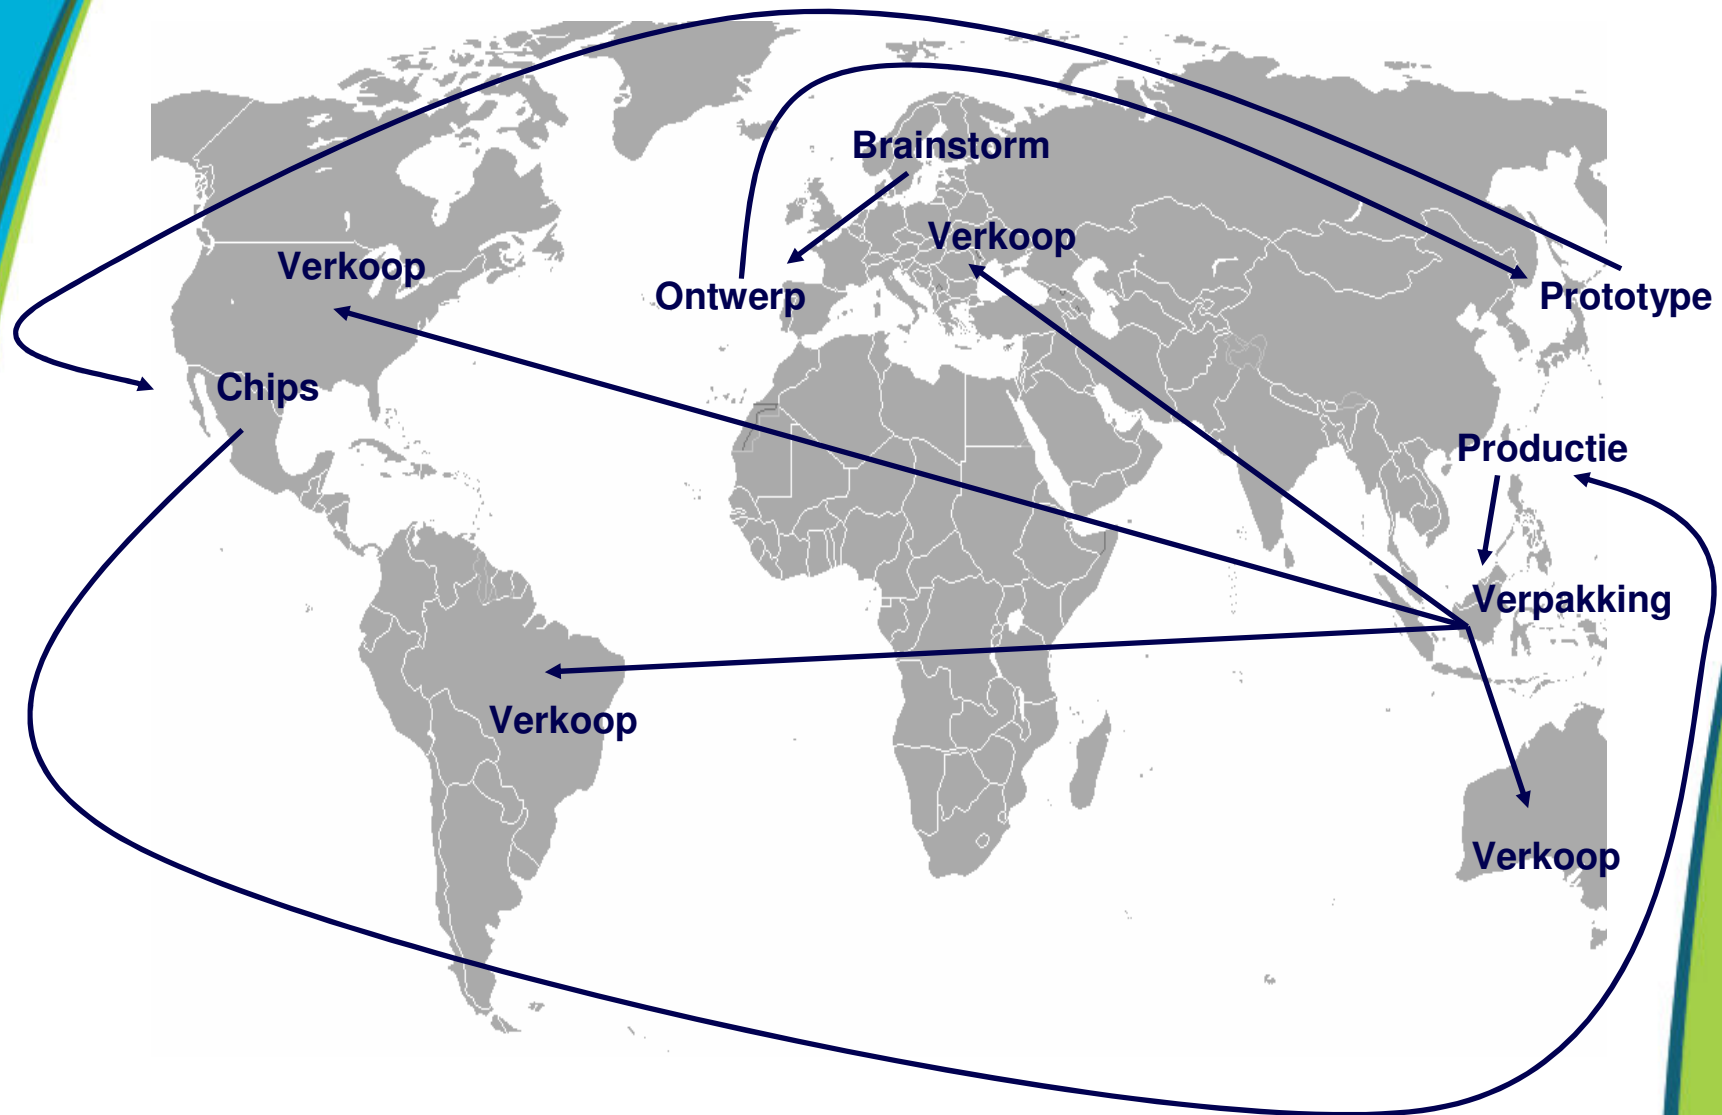 Brainstorm
Verkoop
Verkoop
Ontwerp
Prototype
Chips
Productie
Verpakking
Verkoop
Verkoop